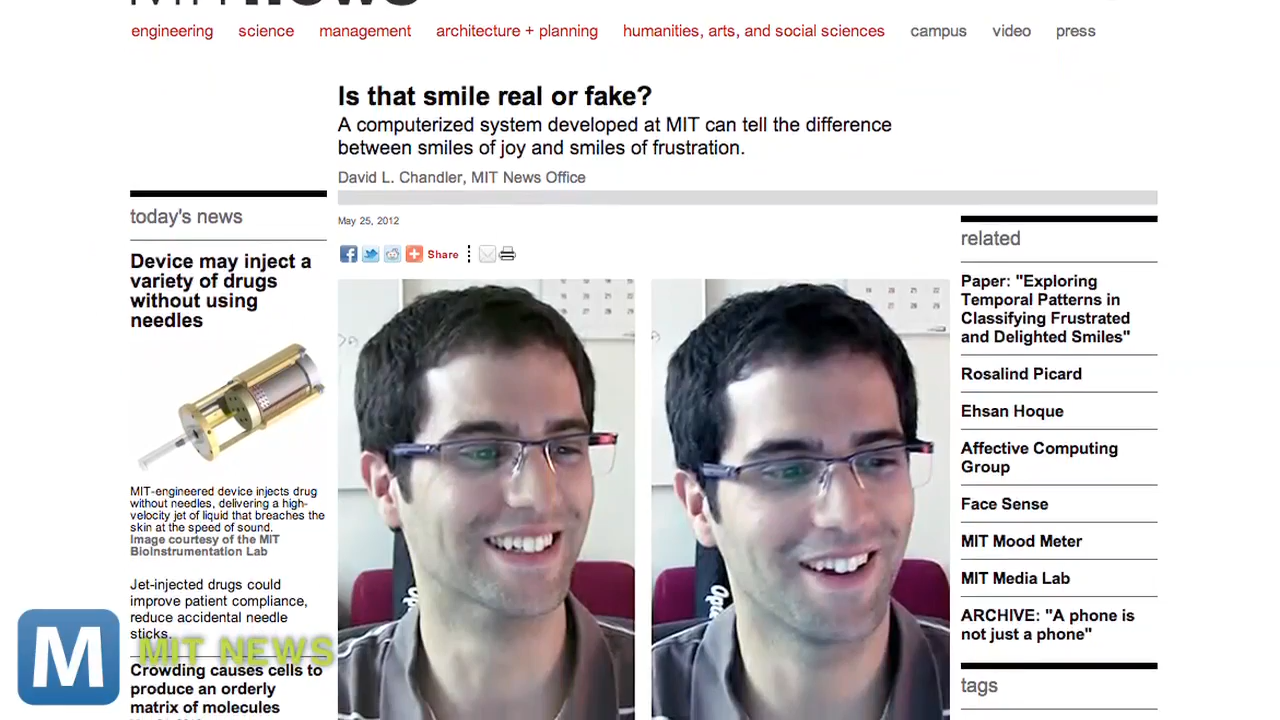 MIT news
engineering science management architecture + planning humanities, arts, and social sciences campus video press
Is that smile real or fake?
A computerized system developed at MIT can tell the difference
between smiles of joy and smiles of frustration.
David L. Chandler, MIT News Office
today's news
Device may inject a
variety of drugs
without using
needles
MIT-engineered device injects drug
without needles, delivering a high-
velocity jet of liquid that breaches the
skin at the speed of sound.
Image courtesy of the MIT
BioInstrumentation Lab
Jet-injected drugs could
improve patient compliance,
reduce accidental needle
sticks.
Crowding causes cells to
produce an orderly
matrix of molecules
May 25, 2012
Share
related
Paper: "Exploring
Temporal Patterns in
Classifying Frustrated
and Delighted Smiles"
Rosalind Picard
Ehsan Hoque
Affective Computing
Group
Face Sense
MIT Mood Meter
MIT Media Lab
ARCHIVE: "A phone is
not just a phone"
tags
M
MIT NEWS